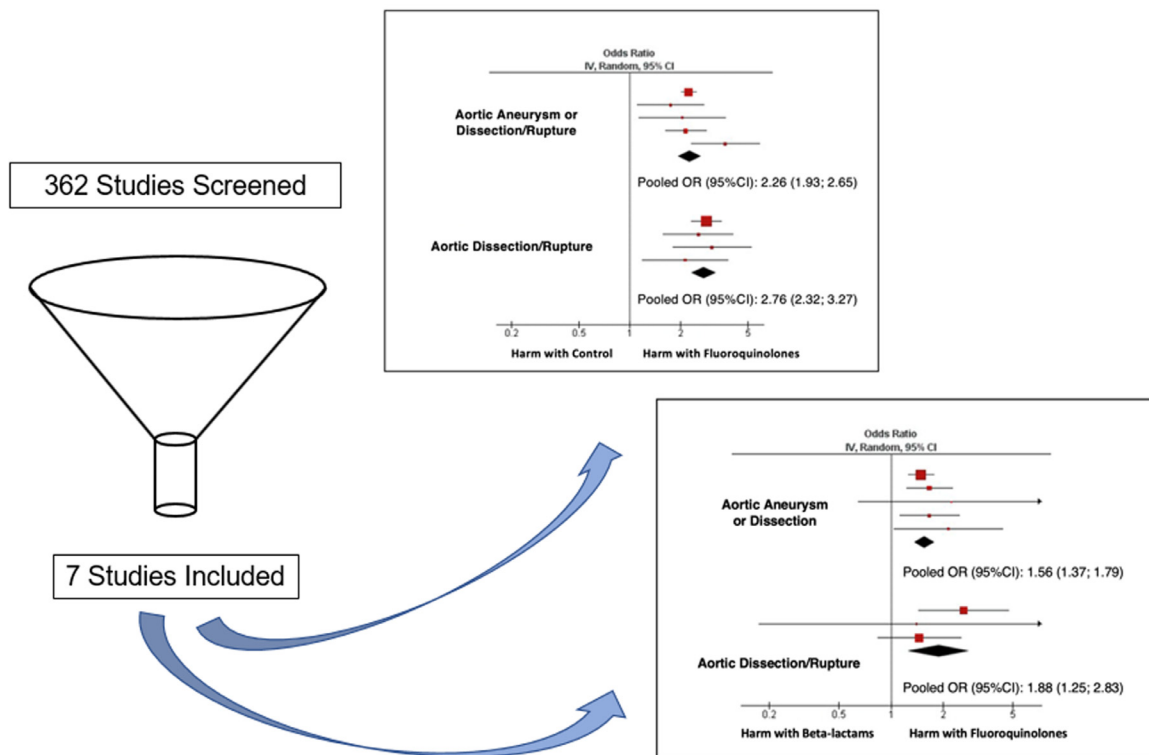 362 Studies Screened
7 Studies Included
Odds Ratio
IV, Random, 95% CI
Aortic Aneurysm or
Dissection/Rupture
Pooled OR (95%CI): 2.26 (1.93; 2.65)
Aortic Dissection/Rupture
Pooled OR (95%CI): 2.76 (2.32; 3.27)
0.2 0.5 1 2 5
Harm with Control Harm with Fluoroquinolones
Odds Ratio
IV, Random, 95% CI
Aortic Aneurysm
or Dissection
Pooled OR (95%CI): 1.56 (1.37; 1.79)
Aortic Dissection/Rupture
Pooled OR (95%CI): 1.88 (1.25; 2.83)
0.2 0.5 1 2 5
Harm with Beta-lactams Harm with Fluoroquinolones